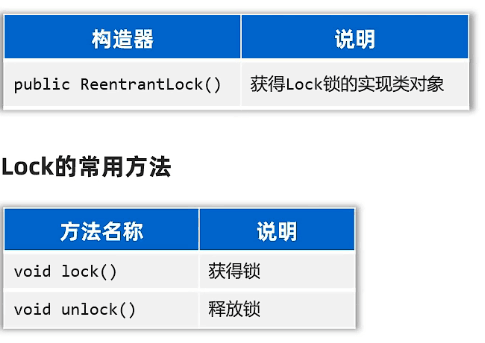 构造器 说明
public ReentrantLock() 获得Lock锁的实现类对象
Lock的常用方法
方法名称 说明
void lock() 获得锁
void unlock() 释放锁